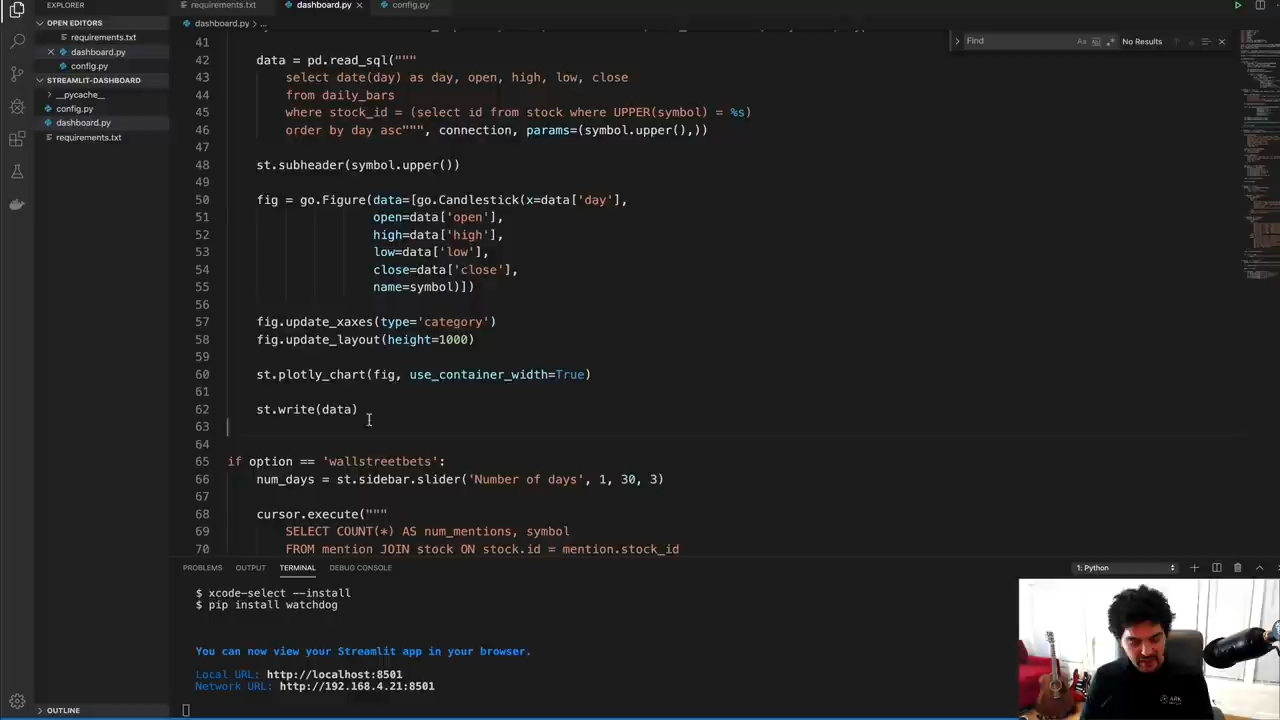 EXPLORER
requirements.txt
dashboard.py
config.py
OPEN EDITORS
dashboard.py > ...
requirements.txt
dashboard.py
config.py
STREAMLIT-DASHBOARD
__pycache__
config.py
dashboard.py
requirements.txt
Find
Aa
No Results
41
42 data = pd.read_sql("""
43 select date(day) as day, open, high, low, close
44 from daily_bars
45 where stock_id = (select id from stock where UPPER(symbol) = %s)
46 order by day asc""", connection, params=(symbol.upper(),))
47
48 st.subheader(symbol.upper())
49
50 fig = go.Figure(data=[go.Candlestick(x=data['day'],
51 open=data['open'],
52 high=data['high'],
53 low=data['low'],
54 close=data['close'],
55 name=symbol)])
56
57 fig.update_xaxes(type='category')
58 fig.update_layout(height=1000)
59
60 st.plotly_chart(fig, use_container_width=True)
61
62 st.write(data)
63
64
65 if option == 'wallstreetbets':
66 num_days = st.sidebar.slider('Number of days', 1, 30, 3)
67
68 cursor.execute("""
69 SELECT COUNT(*) AS num_mentions, symbol
70 FROM mention JOIN stock ON stock.id = mention.stock_id
PROBLEMS OUTPUT TERMINAL DEBUG CONSOLE
1: Python
$ xcode-select --install
$ pip install watchdog
You can now view your Streamlit app in your browser.
Local URL: http://localhost:8501
Network URL: http://192.168.4.21:8501
OUTLINE
ARK